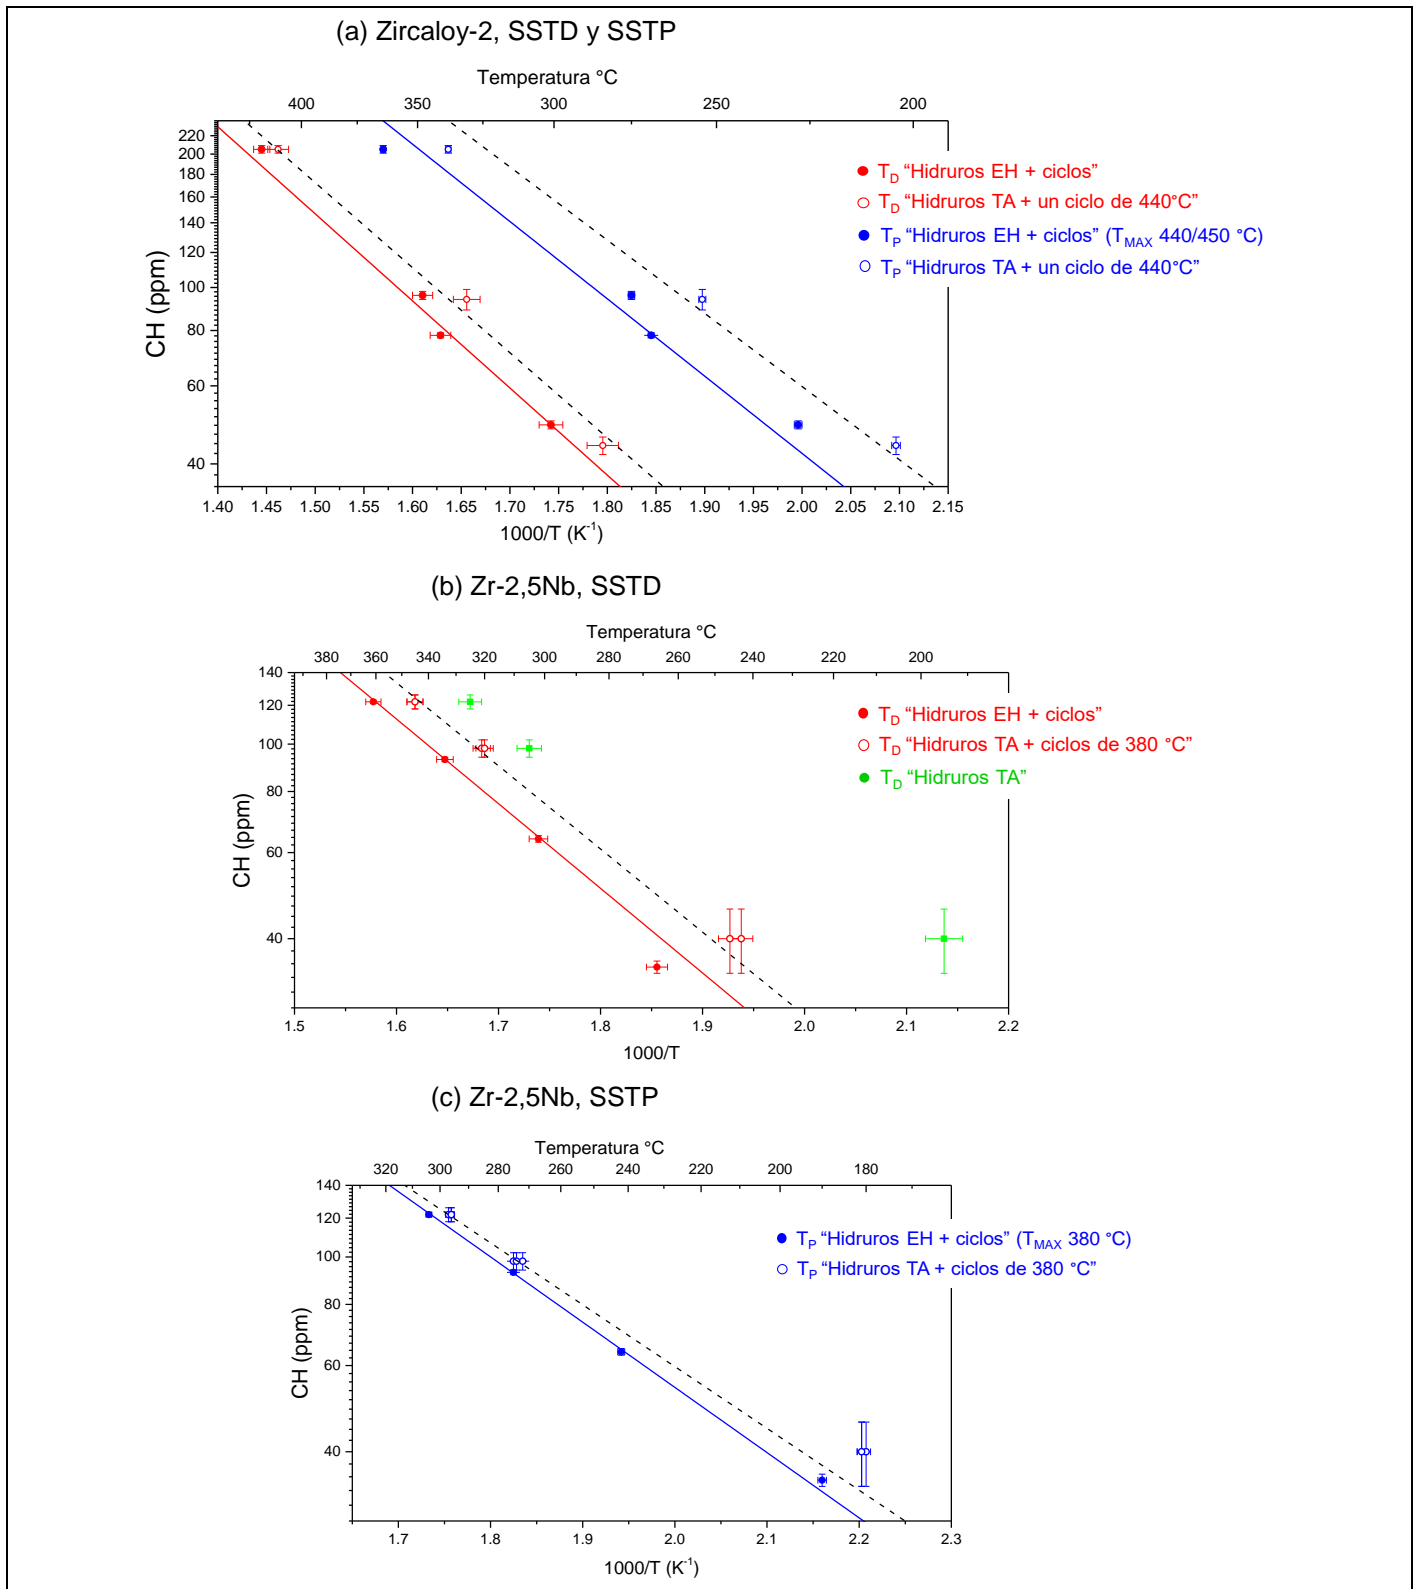 (a) Zircaloy-2, SSTD y SSTP
Temperatura °C
400 350 300 250 200
220
200
180
160
140
120
100
80
60
40
CH (ppm)
T_D “Hidruros EH + ciclos”
T_D “Hidruros TA + un ciclo de 440°C”
T_P “Hidruros EH + ciclos” (T_MAX 440/450 °C)
T_P “Hidruros TA + un ciclo de 440°C”
1.40 1.45 1.50 1.55 1.60 1.65 1.70 1.75 1.80 1.85 1.90 1.95 2.00 2.05 2.10 2.15
1000/T (K⁻¹)
(b) Zr-2,5Nb, SSTD
Temperatura °C
380 360 340 320 300 280 260 240 220 200
140
120
100
80
60
40
CH (ppm)
T_D “Hidruros EH + ciclos”
T_D “Hidruros TA + ciclos de 380 °C”
T_D “Hidruros TA”
1.5 1.6 1.7 1.8 1.9 2.0 2.1 2.2
1000/T
(c) Zr-2,5Nb, SSTP
Temperatura °C
320 300 280 260 240 220 200 180
140
120
100
80
60
40
CH (ppm)
T_P “Hidruros EH + ciclos” (T_MAX 380 °C)
T_P “Hidruros TA + ciclos de 380 °C”
1.7 1.8 1.9 2.0 2.1 2.2 2.3
1000/T (K⁻¹)